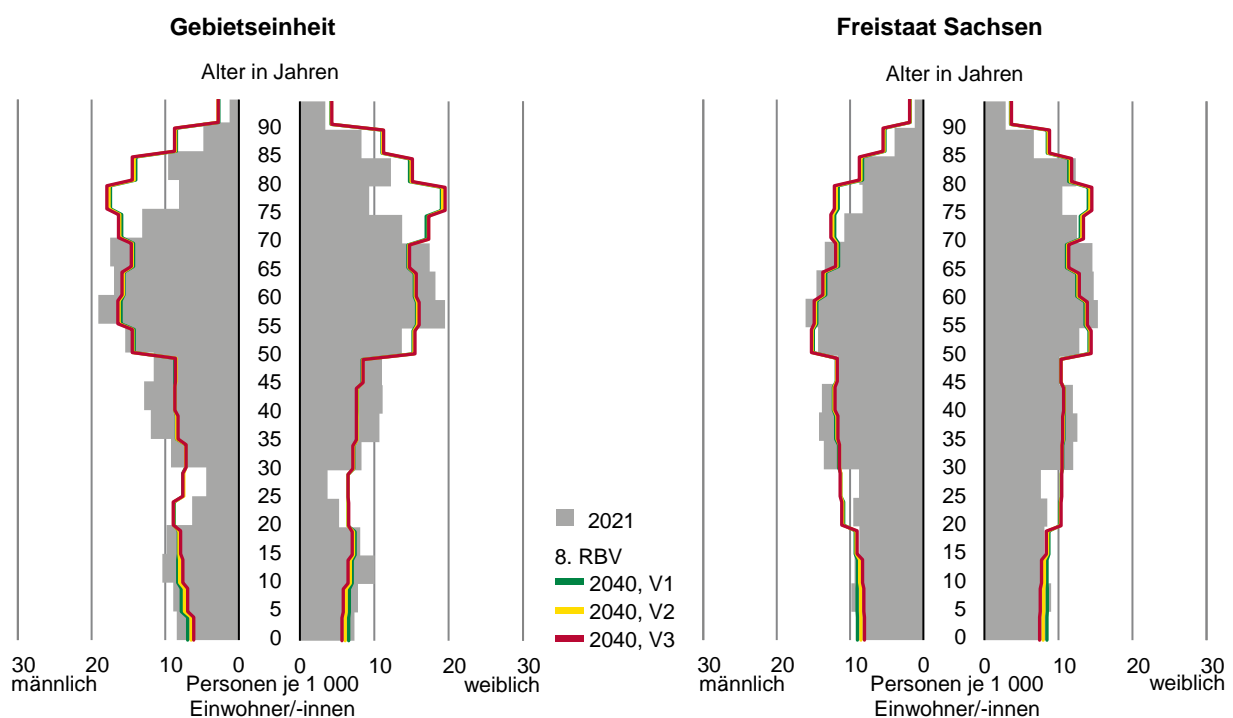 Gebietseinheit
Alter in Jahren
90
85
80
75
70
65
60
55
50
45
40
35
30
25
20
15
10
5
0
30 20 10 0 0 10 20 30
männlich Personen je 1 000 weiblich
Einwohner/-innen
2021
8. RBV
2040, V1
2040, V2
2040, V3
Freistaat Sachsen
Alter in Jahren
90
85
80
75
70
65
60
55
50
45
40
35
30
25
20
15
10
5
0
30 20 10 0 0 10 20 30
männlich Personen je 1 000 weiblich
Einwohner/-innen